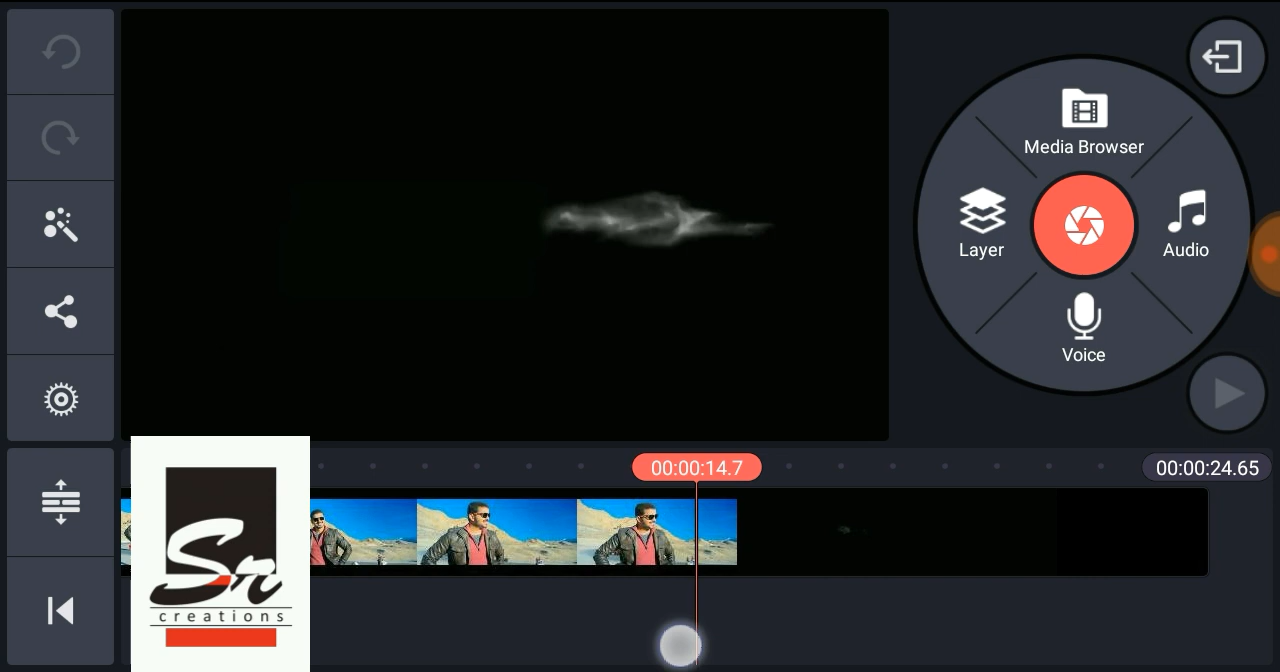 Media Browser
Layer
Audio
Voice
00:00:14.7
00:00:24.65
Sr
creations